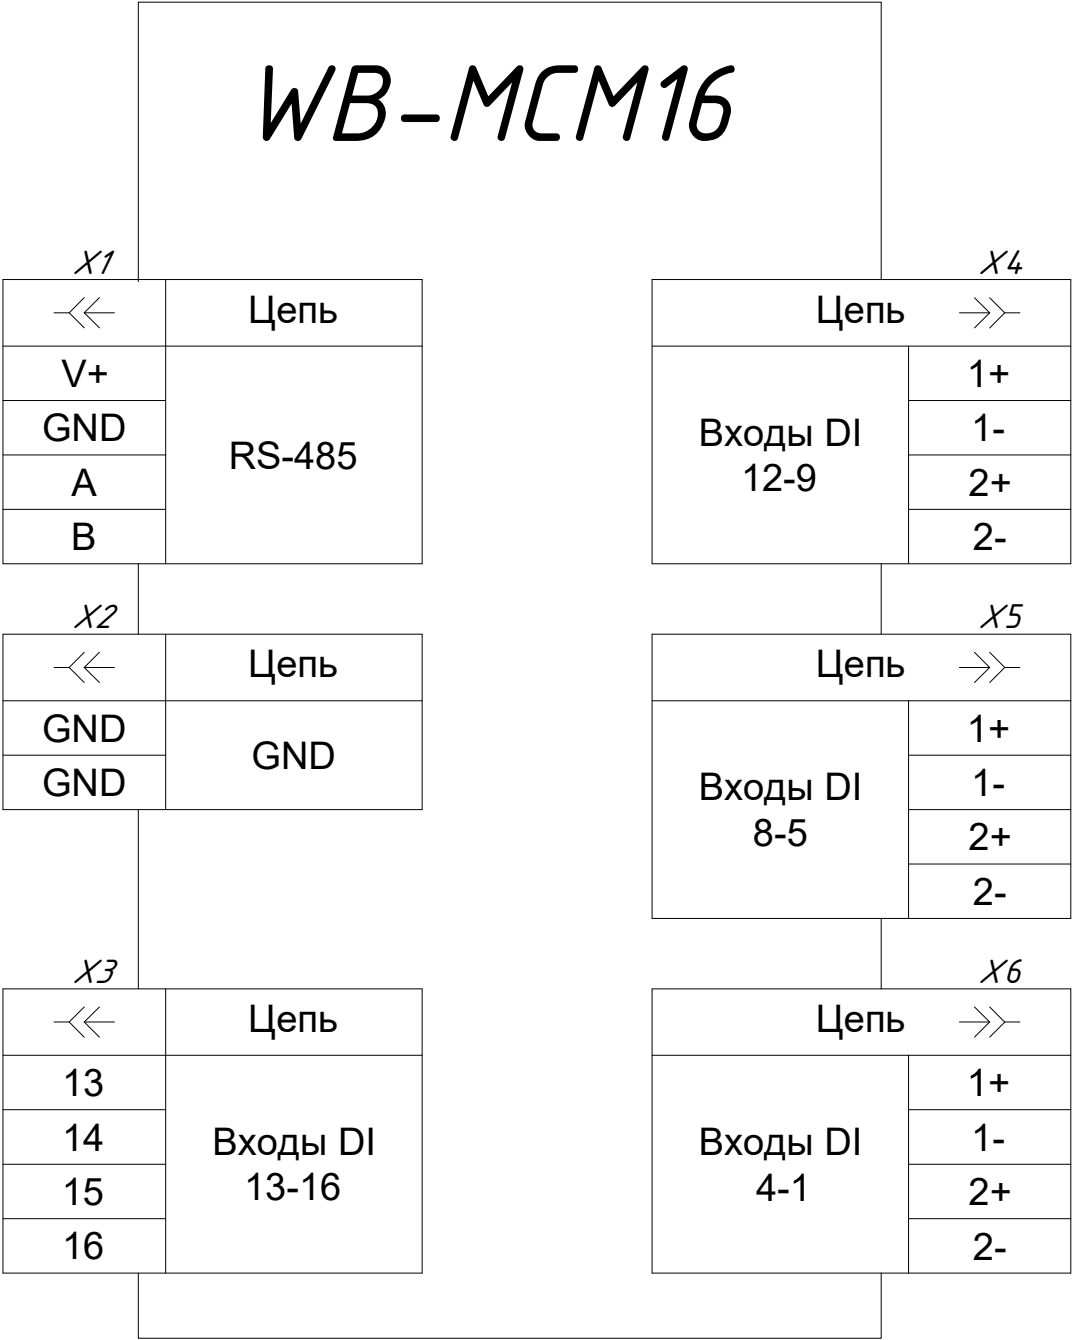 WB-MCM16
X1
Цепь
V+
GND
A
B
RS-485
X2
Цепь
GND
GND
GND
X3
Цепь
13
14
15
16
Входы DI
13-16
X4
Цепь
Входы DI
12-9
1+
1-
2+
2-
X5
Цепь
Входы DI
8-5
1+
1-
2+
2-
X6
Цепь
Входы DI
4-1
1+
1-
2+
2-